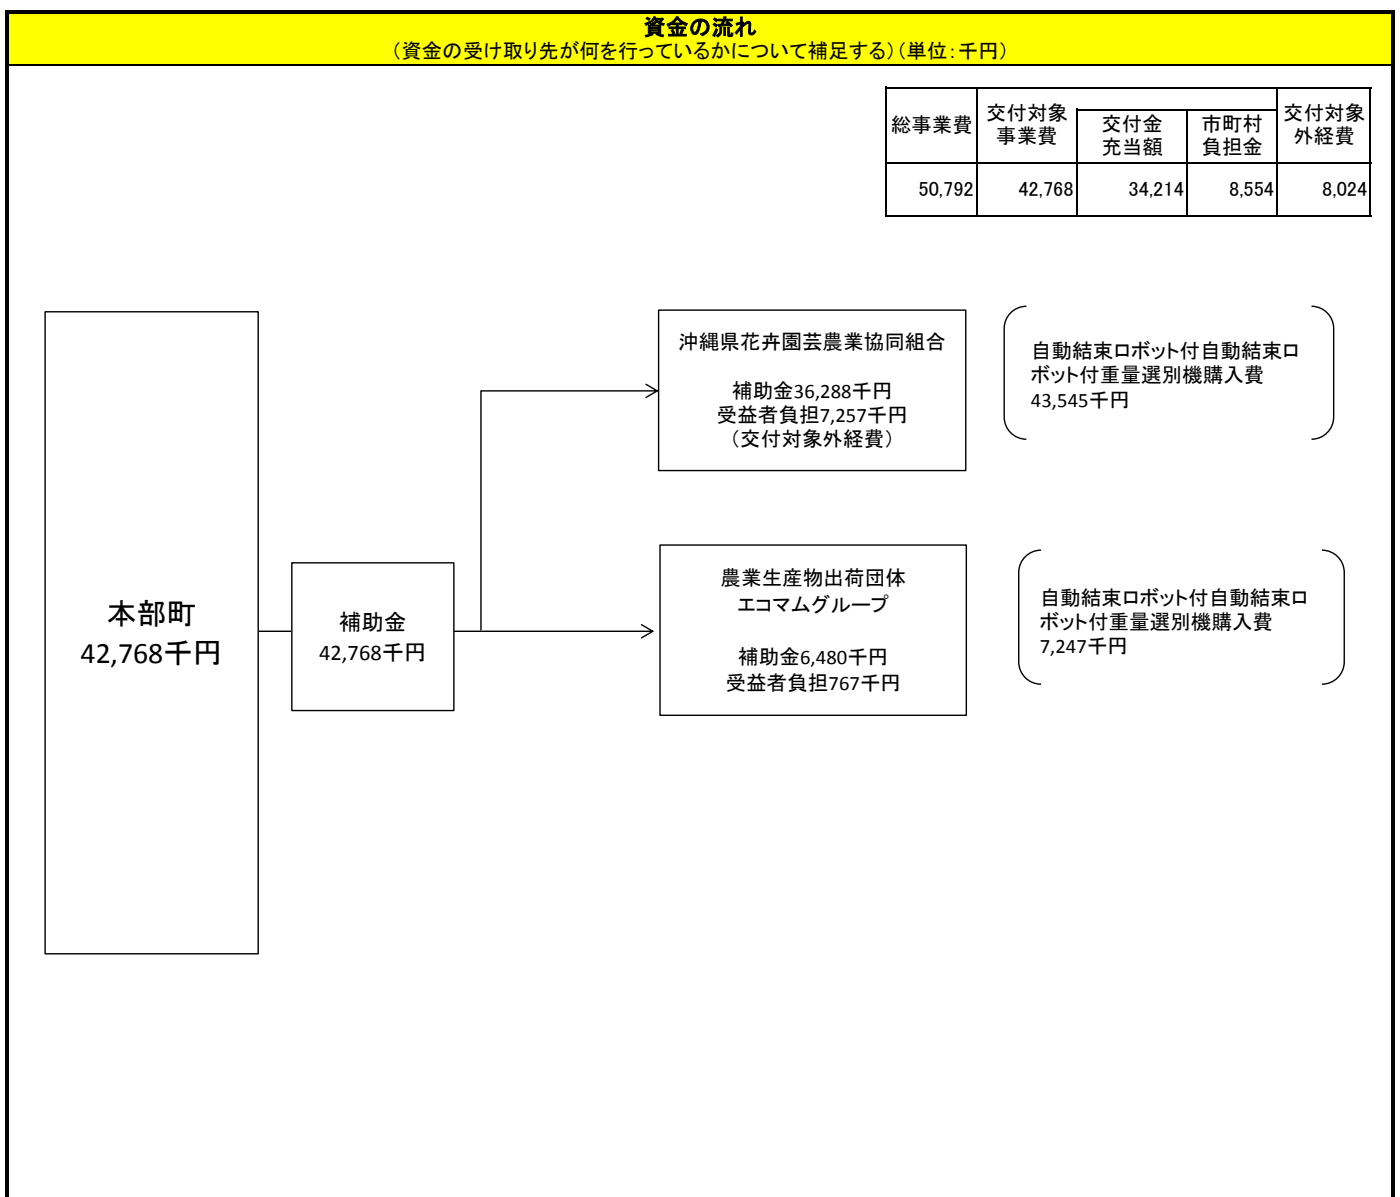 資金の流れ
（資金の受け取り先が何を行っているかについて補足する）（単位：千円）
総事業費
交付対象
事業費
交付金
充当額
市町村
負担金
交付対象
外経費
50,792
42,768
34,214
8,554
8,024
本部町
42,768千円
補助金
42,768千円
沖縄県花卉園芸農業協同組合
補助金36,288千円
受益者負担7,257千円
（交付対象外経費）
自動結束ロボット付自動結束ロ
ボット付重量選別機購入費
43,545千円
農業生産物出荷団体
エコマムグループ
補助金6,480千円
受益者負担767千円
自動結束ロボット付自動結束ロ
ボット付重量選別機購入費
7,247千円